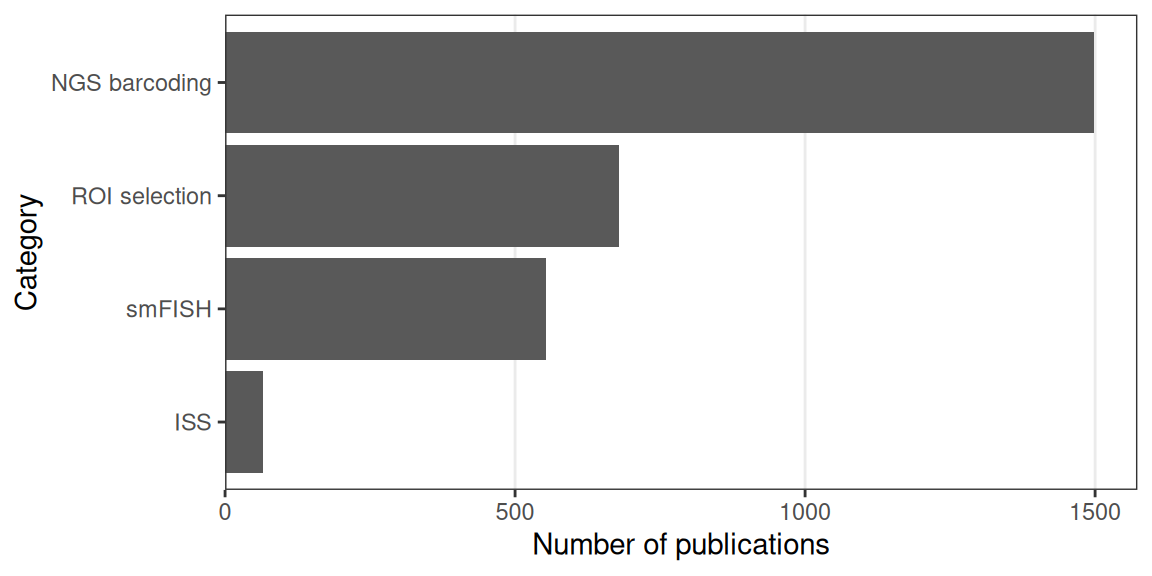 NGS barcoding
ROI selection
smFISH
ISS
Category
0 500 1000 1500
Number of publications